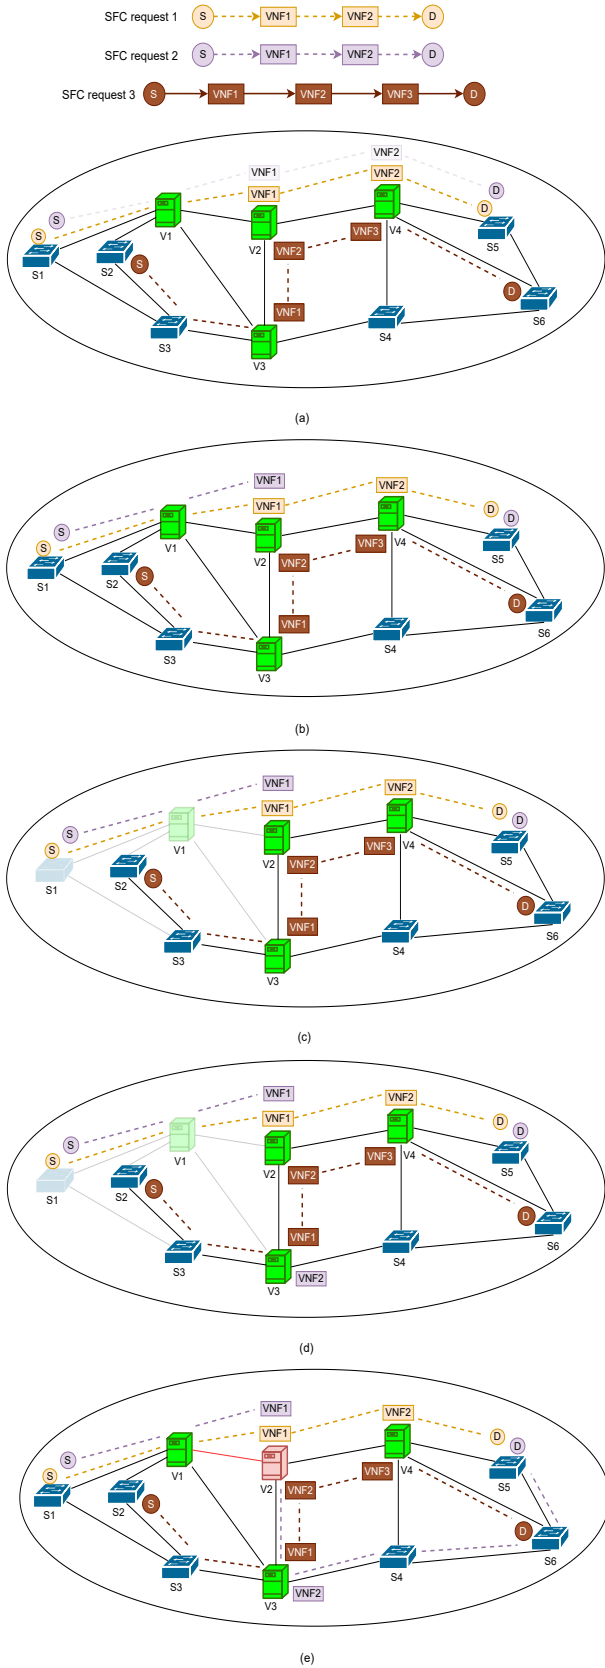 SFC request 1 S VNF1 VNF2 D
SFC request 2 S VNF1 VNF2 D
SFC request 3 S VNF1 VNF2 VNF3 D
VNF2
VNF1
VNF2
D
VNF1
S
D
S
V1
V4
VNF3
S5
V2
VNF2
S1
S
S2
D
VNF1
S6
S3
S4
V3
(a)
VNF1
VNF2
VNF1
D
S
D
S
V1
V4
VNF3
S5
V2
VNF2
S1
S
S2
D
VNF1
S6
S3
S4
V3
(b)
VNF1
VNF2
VNF1
D
S
D
S
V1
V4
VNF3
S5
V2
VNF2
S1
S
S2
D
VNF1
S6
S3
S4
V3
(c)
VNF1
VNF2
VNF1
D
S
D
S
V1
V4
VNF3
S5
V2
VNF2
S1
S
S2
D
VNF1
S6
S3
S4
VNF2
V3
(d)
VNF1
VNF2
VNF1
D
S
D
S
V1
V4
VNF3
S5
V2
VNF2
S1
S
S2
D
VNF1
S6
S3
S4
VNF2
V3
(e)